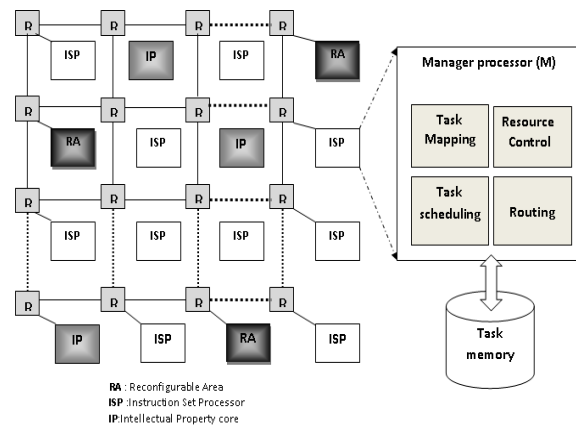 R R R R
ISP IP ISP RA
Manager processor (M)
R R R R
RA ISP IP ISP
Task Mapping
Resource Control
R R R R
ISP ISP ISP ISP
Task scheduling
Routing
R R R R
IP ISP RA ISP
Task memory
RA : Reconfigurable Area
ISP :Instruction Set Processor
IP:Intellectual Property core